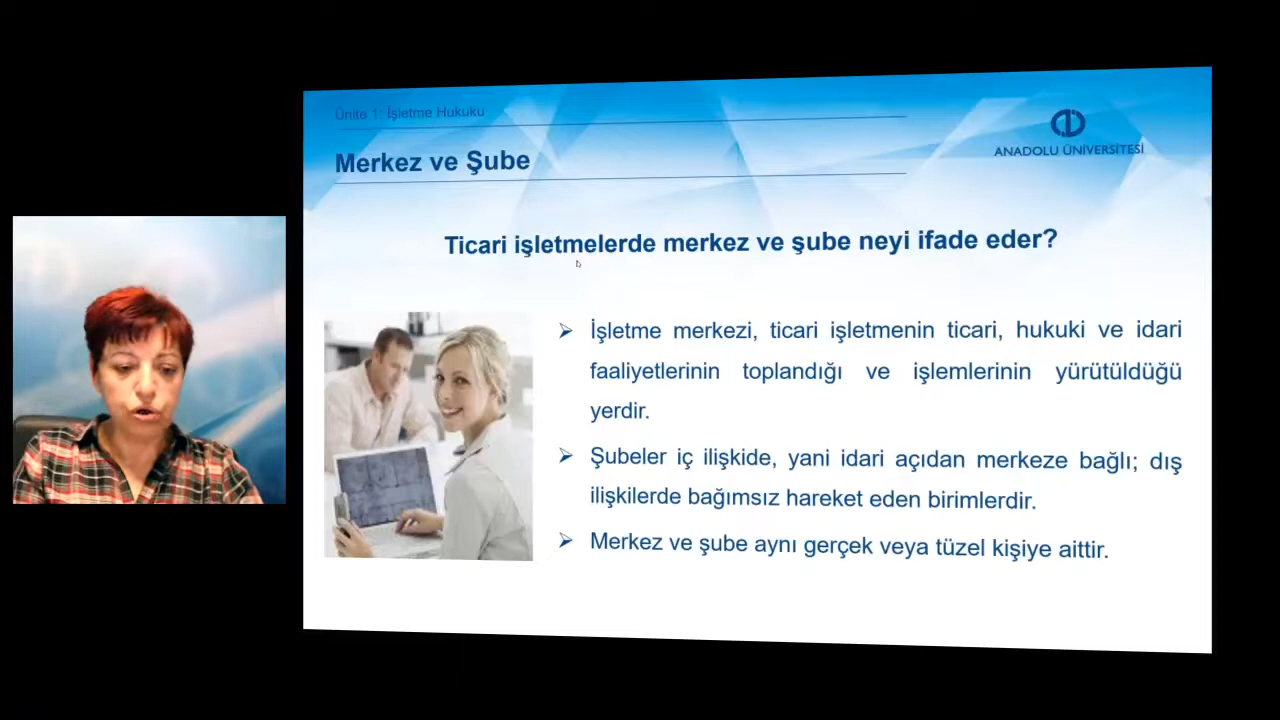 Ünite 1: İşletme Hukuku
ANADOLU ÜNİVERSİTESİ
Merkez ve Şube
Ticari işletmelerde merkez ve şube neyi ifade eder?
➢ İşletme merkezi, ticari işletmenin ticari, hukuki ve idari
faaliyetlerinin toplandığı ve işlemlerinin yürütüldüğü
yerdir.
➢ Şubeler iç ilişkide, yani idari açıdan merkeze bağlı; dış
ilişkilerde bağımsız hareket eden birimlerdir.
➢ Merkez ve şube aynı gerçek veya tüzel kişiye aittir.